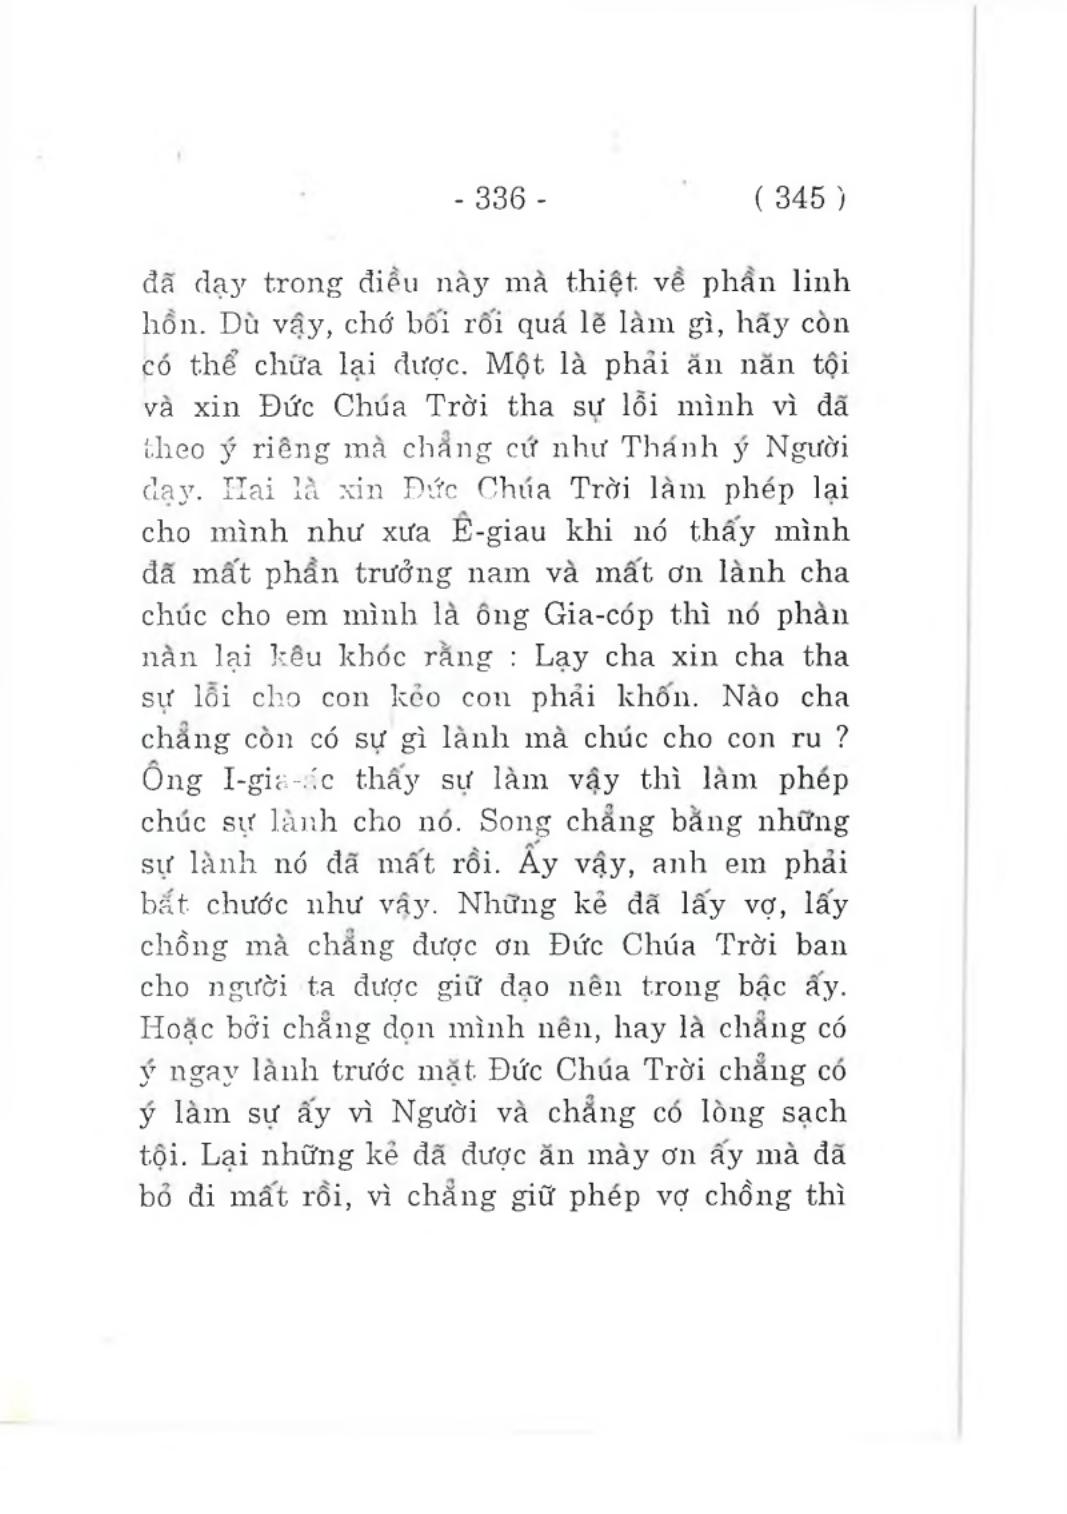 - 336 - ( 345 )
đã dạy trong điều này mà thiệt về phần linh
hồn. Dù vậy, chớ bối rối quá lẽ làm gì, hãy còn
có thể chữa lại được. Một là phải ăn năn tội
và xin Đức Chúa Trời tha sự lỗi mình vì đã
theo ý riêng mà chẳng cứ như Thánh ý Người
dạy. Hai là xin Đức Chúa Trời làm phép lại
cho mình như xưa Ê-giau khi nó thấy mình
đã mất phần trưởng nam và mất ơn lành cha
chúc cho em mình là ông Gia-cóp thì nó phàn
nàn lại kêu khóc rằng : Lạy cha xin cha tha
sự lỗi cho con kẻo con phải khốn. Nào cha
chẳng còn có sự gì lành mà chúc cho con ru ?
Ông I-gia-ác thấy sự làm vậy thì làm phép
chúc sự lành cho nó. Song chẳng bằng những
sự lành nó đã mất rồi. Ấy vậy, anh em phải
bắt chước như vậy. Những kẻ đã lấy vợ, lấy
chồng mà chẳng được ơn Đức Chúa Trời ban
cho người ta được giữ đạo nên trong bậc ấy.
Hoặc bởi chẳng dọn mình nên, hay là chẳng có
ý ngay lành trước mặt Đức Chúa Trời chẳng có
ý làm sự ấy vì Người và chẳng có lòng sạch
tội. Lại những kẻ đã được ăn mày ơn ấy mà đã
bỏ đi mất rồi, vì chẳng giữ phép vợ chồng thì